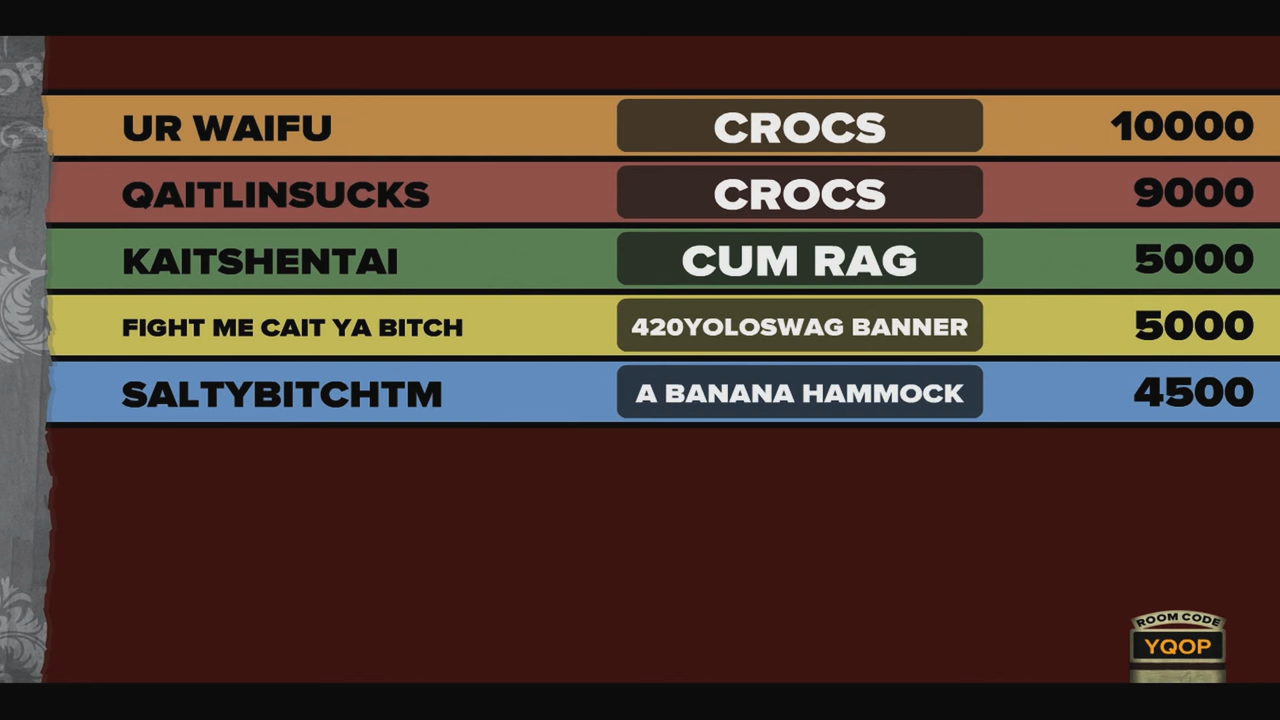 OR
UR WAIFU CROCS 10000
QAITLINSUCKS CROCS 9000
KAITSHENTAI CUM RAG 5000
FIGHT ME CAIT YA BITCH 420YOLOSWAG BANNER 5000
SALTYBITCHTM A BANANA HAMMOCK 4500
ROOM CODE
YQOP